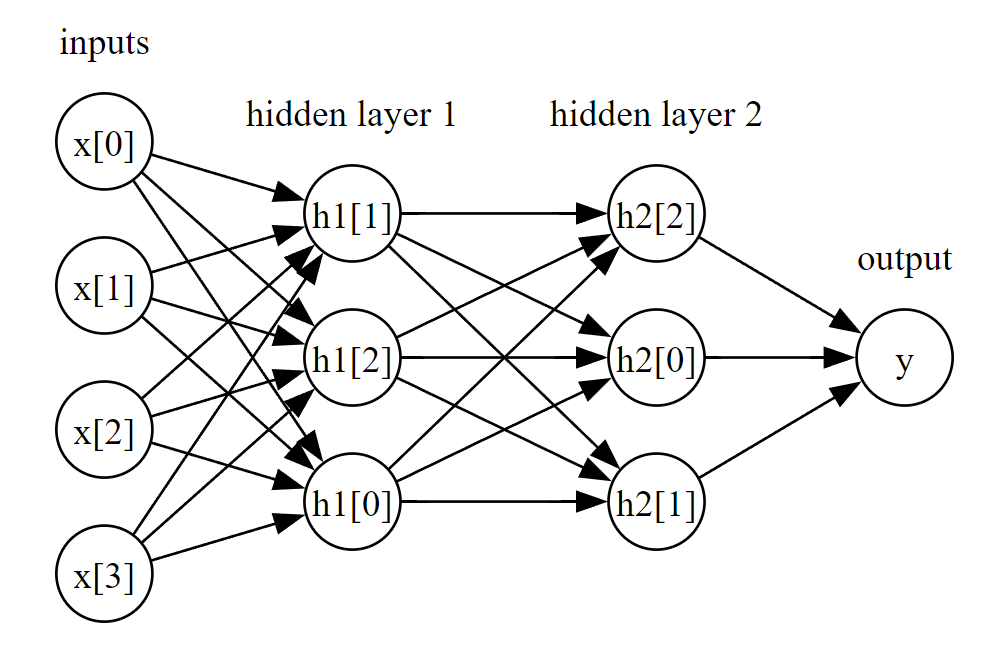 inputs
x[0]
x[1]
x[2]
x[3]
hidden layer 1
h1[1]
h1[2]
h1[0]
hidden layer 2
h2[2]
h2[0]
h2[1]
output
y